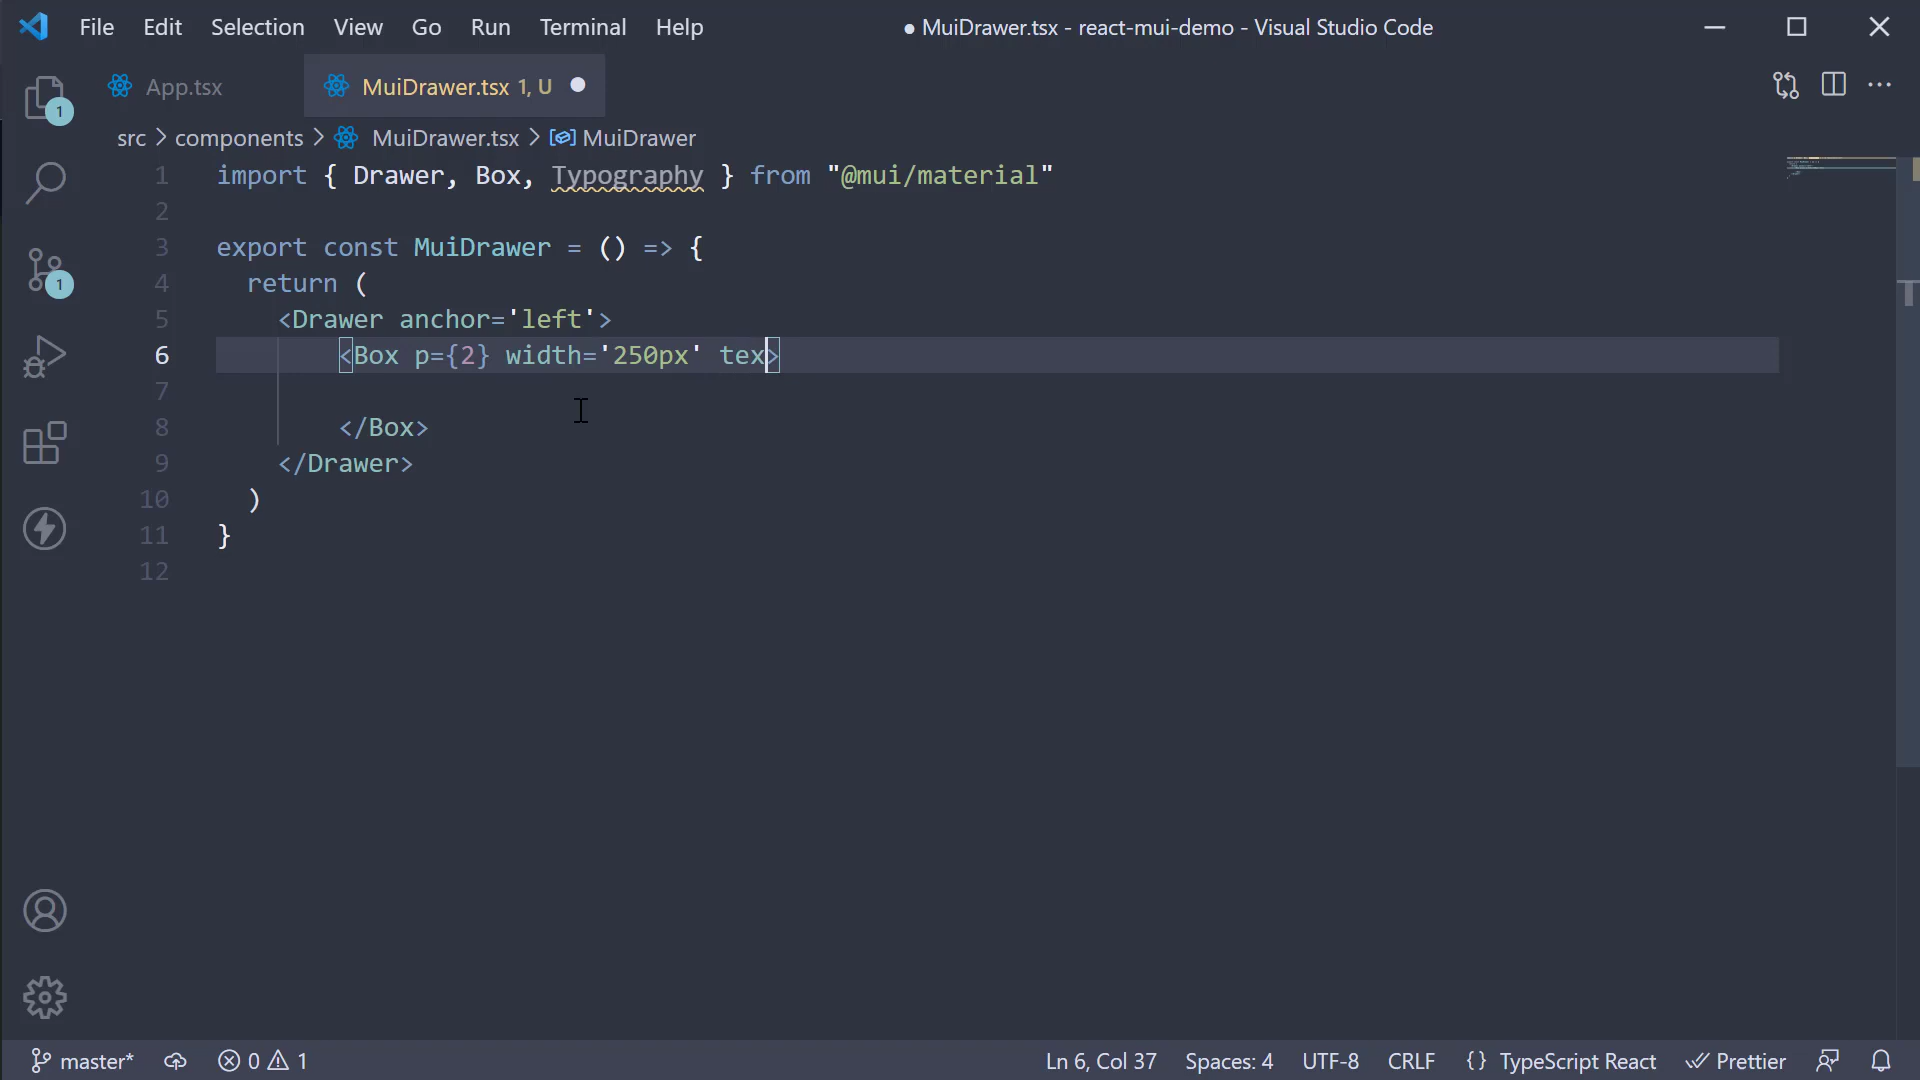 File Edit Selection View Go Run Terminal Help ● MuiDrawer.tsx - react-mui-demo - Visual Studio Code
App.tsx MuiDrawer.tsx 1, U
src > components > MuiDrawer.tsx > MuiDrawer
1 import { Drawer, Box, Typography } from "@mui/material"
2
3 export const MuiDrawer = () => {
4 return (
5 <Drawer anchor='left'>
6 <Box p={2} width='250px' tex>
7
8 </Box>
9 </Drawer>
10 )
11 }
12
1
1
master* 0 1 Ln 6, Col 37 Spaces: 4 UTF-8 CRLF {} TypeScript React Prettier